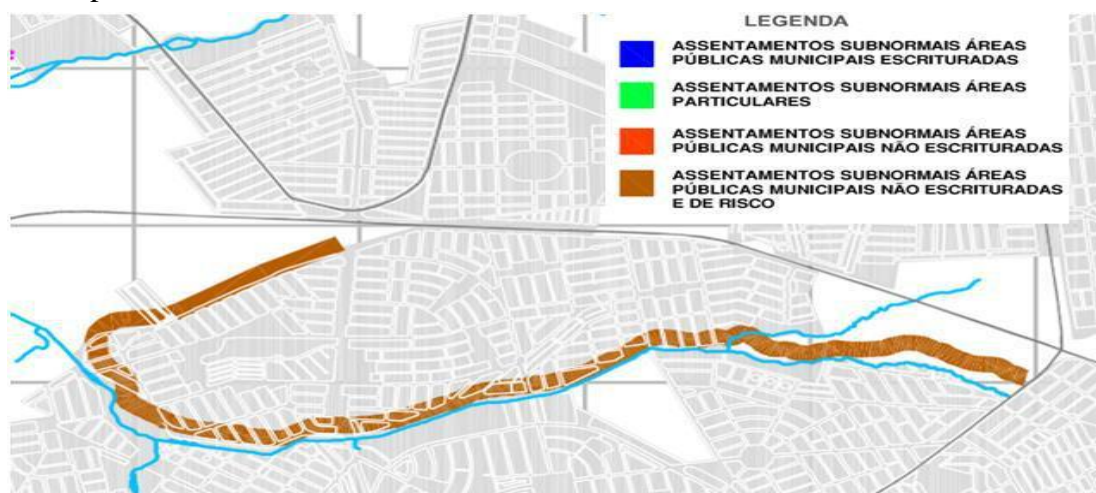 LEGENDA
ASSENTAMENTOS SUBNORMAIS ÁREAS
PÚBLICAS MUNICIPAIS ESCRITURADAS
ASSENTAMENTOS SUBNORMAIS ÁREAS
PARTICULARES
ASSENTAMENTOS SUBNORMAIS ÁREAS
PÚBLICAS MUNICIPAIS NÃO ESCRITURADAS
ASSENTAMENTOS SUBNORMAIS ÁREAS
PÚBLICAS MUNICIPAIS NÃO ESCRITURADAS
E DE RISCO